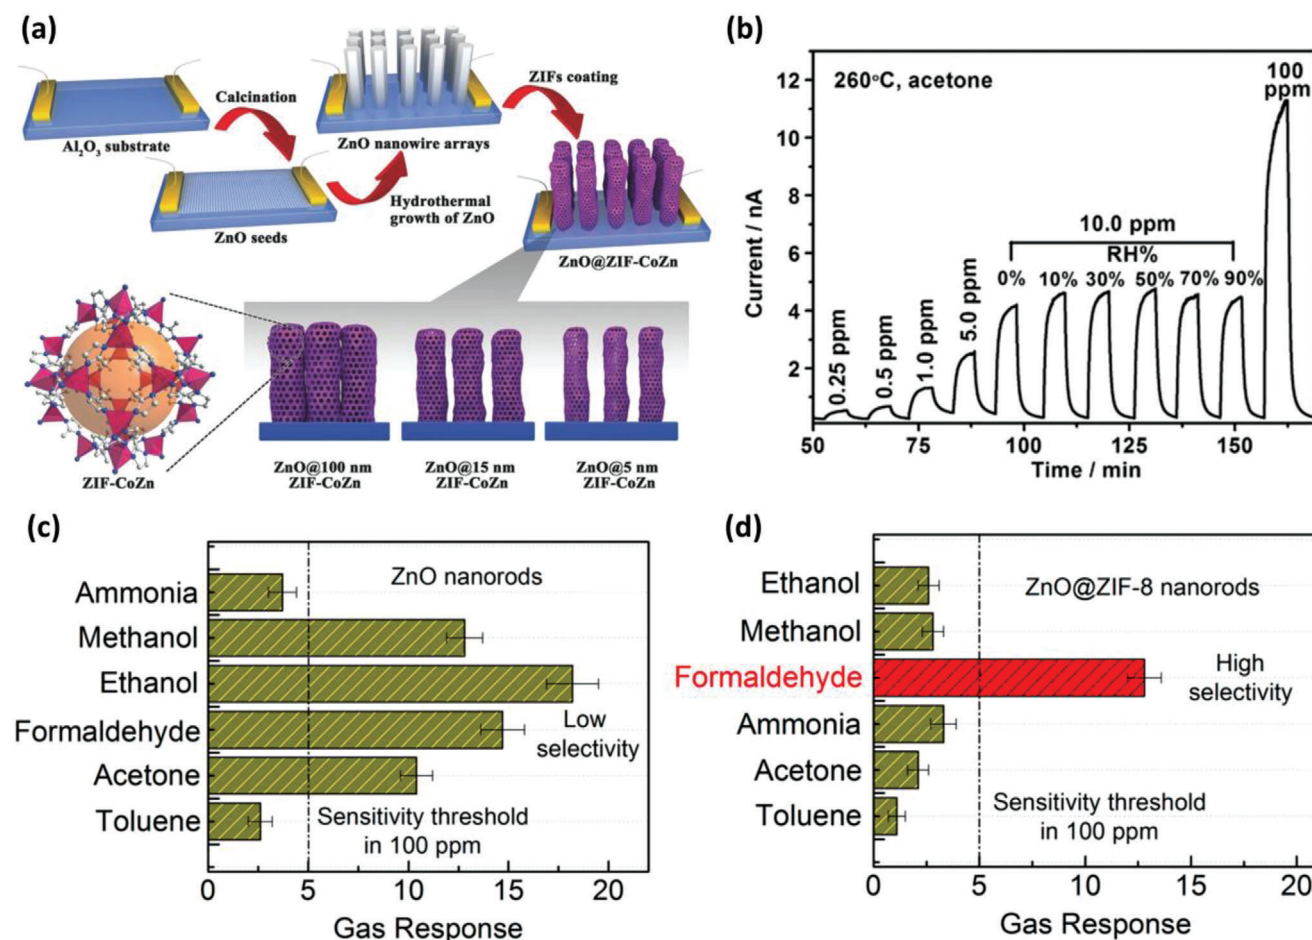 (a)
Al2O3 substrate
Calcination
ZnO seeds
Hydrothermal
growth of ZnO
ZnO nanowire arrays
ZIFs coating
ZnO@ZIF-CoZn
ZIF-CoZn
ZnO@100 nm
ZIF-CoZn
ZnO@15 nm
ZIF-CoZn
ZnO@5 nm
ZIF-CoZn
(b)
260°C, acetone
100
ppm
10.0 ppm
RH%
0% 10% 30% 50% 70% 90%
0.25 ppm
0.5 ppm
1.0 ppm
5.0 ppm
Current / nA
12
10
8
6
4
2
50 75 100 125 150
Time / min
(c)
ZnO nanorods
Ammonia
Methanol
Ethanol
Formaldehyde
Acetone
Toluene
Low
selectivity
Sensitivity threshold
in 100 ppm
0 5 10 15 20
Gas Response
(d)
ZnO@ZIF-8 nanorods
Ethanol
Methanol
Formaldehyde
Ammonia
Acetone
Toluene
High
selectivity
Sensitivity threshold
in 100 ppm
0 5 10 15 20
Gas Response